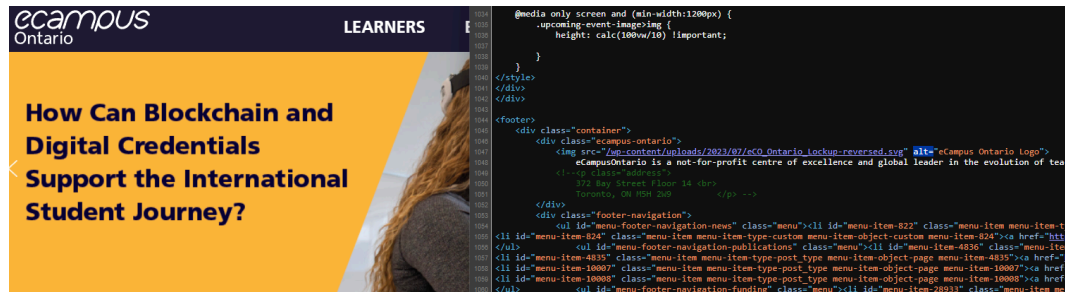 ecampus
Ontario
LEARNERS
How Can Blockchain and
Digital Credentials
Support the International
Student Journey?
1034 @media only screen and (min-width:1200px) {
1035 .upcoming-event-image>img {
1036 height: calc(100vw/10) !important;
1037
1038 }
1039 }
1040 </style>
1041 </div>
1042 </div>
1043
1044 <footer>
1045 <div class="container">
1046 <div class="ecampus-ontario">
1047 <img src="/wp-content/uploads/2023/07/eCO_Ontario_Lockup-reversed.svg" alt="eCampus Ontario Logo">
1048 eCampusOntario is a not-for-profit centre of excellence and global leader in the evolution of tea
1049 <!--<p class="address">
1050 372 Bay Street Floor 14 <br>
1051 Toronto, ON M5H 2W9 </p> -->
1052 </div>
1053 <div class="footer-navigation">
1054 <ul id="menu-footer-navigation-news" class="menu"><li id="menu-item-822" class="menu-item menu-item-t
1055 <li id="menu-item-824" class="menu-item menu-item-type-custom menu-item-object-custom menu-item-824"><a href="htt
1056 </ul> <ul id="menu-footer-navigation-publications" class="menu"><li id="menu-item-4836" class="menu-ite
1057 <li id="menu-item-4835" class="menu-item menu-item-type-post_type menu-item-object-page menu-item-4835"><a href="
1058 <li id="menu-item-10007" class="menu-item menu-item-type-post_type menu-item-object-page menu-item-10007"><a href
1059 <li id="menu-item-10008" class="menu-item menu-item-type-post_type menu-item-object-page menu-item-10008"><a href
1060 </ul> <ul id="menu-footer-navigation-funding" class="menu"><li id="menu-item-28933" class="menu-item me